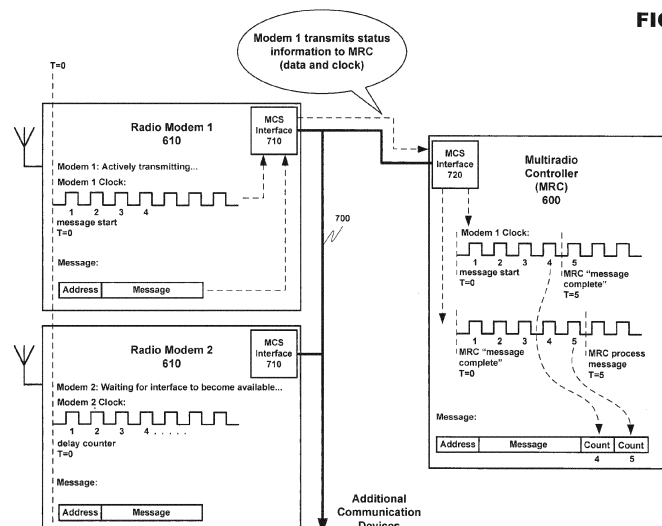 FIG
Modem 1 transmits status
information to MRC
(data and clock)
T=0
Radio Modem 1
610
MCS
Interface
710
Modem 1: Actively transmitting...
Modem 1 Clock:
1 2 3 4
message start
T=0
Message:
Address Message
700
Radio Modem 2
610
MCS
Interface
710
Modem 2: Waiting for interface to become available...
Modem 2 Clock:
1 2 3 4 . . . . .
delay counter
T=0
Message:
Address Message
Additional
Communication
Devices
MCS
Interface
720
Multiradio
Controller
(MRC)
600
Modem 1 Clock:
1 2 3 4 5
message start
T=0
MRC "message
complete"
T=5
1 2 3 4 5
MRC "message
complete"
T=0
MRC process
message
T=5
Message:
Address Message Count Count
4 5